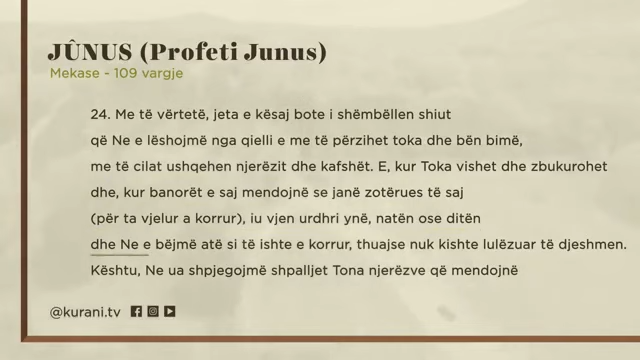 JÛNUS (Profeti Junus)
Mekase - 109 vargje
24. Me të vërtetë, jeta e kësaj bote i shëmbëllen shiut
që Ne e lëshojmë nga qielli e me të përzihet toka dhe bën bimë,
me të cilat ushqehen njerëzit dhe kafshët. E, kur Toka vishet dhe zbukurohet
dhe, kur banorët e saj mendojnë se janë zotërues të saj
(për ta vjelur a korrur), iu vjen urdhri ynë, natën ose ditën
dhe Ne e bëjmë atë si të ishte e korrur, thuajse nuk kishte lulëzuar të djeshmen.
Kështu, Ne ua shpjegojmë shpalljet Tona njerëzve që mendojnë
@kurani.tv